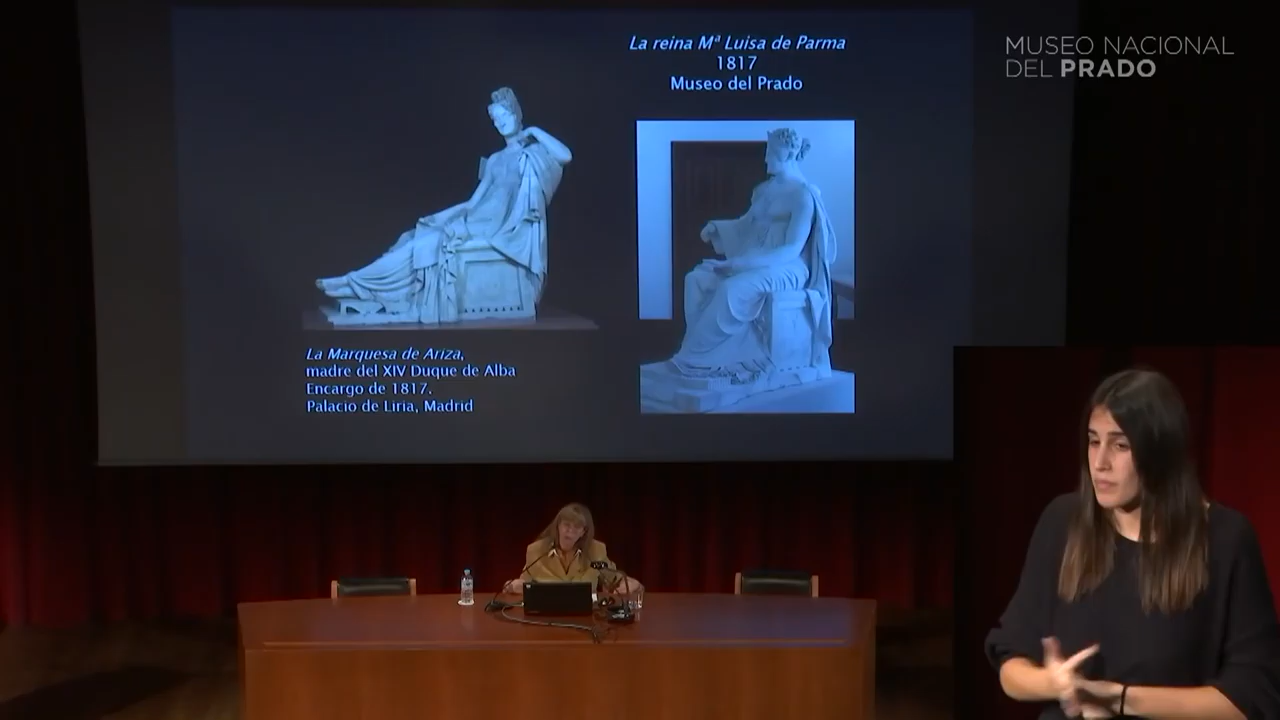 La reina Mª Luisa de Parma
1817
Museo del Prado
MUSEO NACIONAL
DEL PRADO
La Marquesa de Ariza,
madre del XIV Duque de Alba
Encargo de 1817.
Palacio de Liria, Madrid